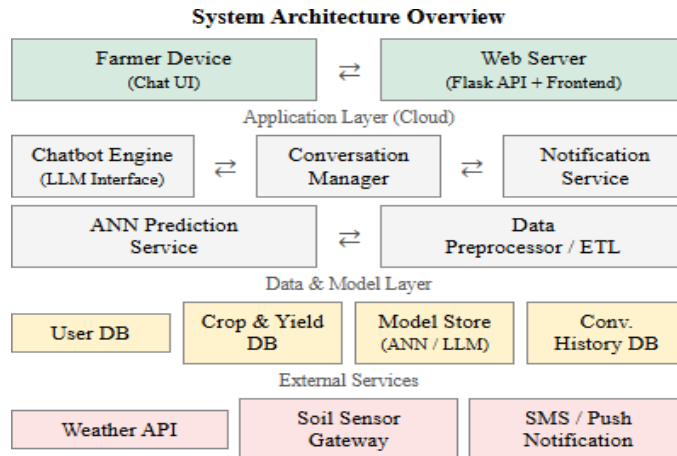 System Architecture Overview
Farmer Device
(Chat UI)
⇄
Web Server
(Flask API + Frontend)
Application Layer (Cloud)
Chatbot Engine
(LLM Interface)
⇄
Conversation
Manager
⇄
Notification
Service
ANN Prediction
Service
⇄
Data
Preprocessor / ETL
Data & Model Layer
User DB
Crop & Yield
DB
Model Store
(ANN / LLM)
Conv.
History DB
External Services
Weather API
Soil Sensor
Gateway
SMS / Push
Notification